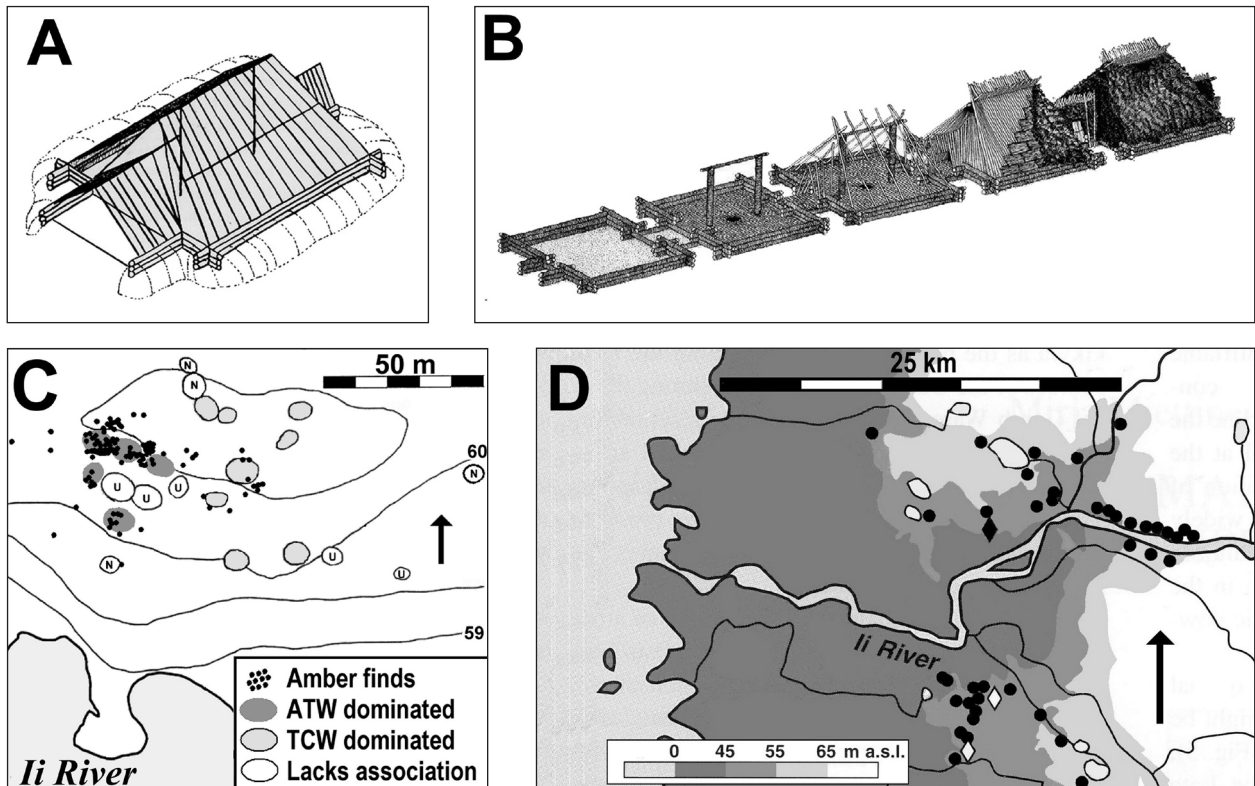 A
B
C
50 m
N
N
60
N
U
U
U
N
U
U
59
Amber finds
ATW dominated
TCW dominated
Lacks association
Ii River
D
25 km
Ii River
0 45 55 65 m a.s.l.